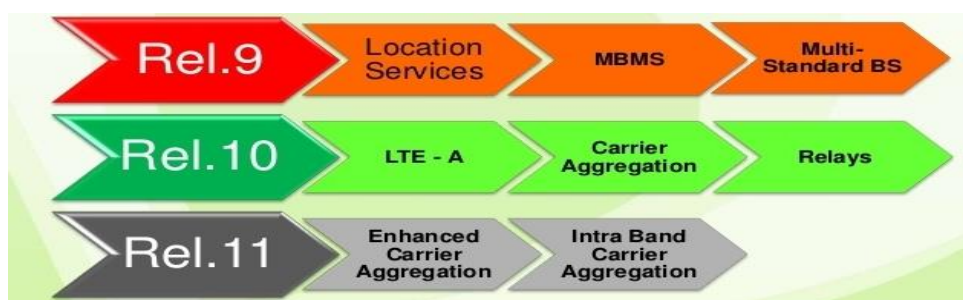 Rel.9
Location
Services
MBMS
Multi-
Standard BS
Rel.10
LTE - A
Carrier
Aggregation
Relays
Rel.11
Enhanced
Carrier
Aggregation
Intra Band
Carrier
Aggregation